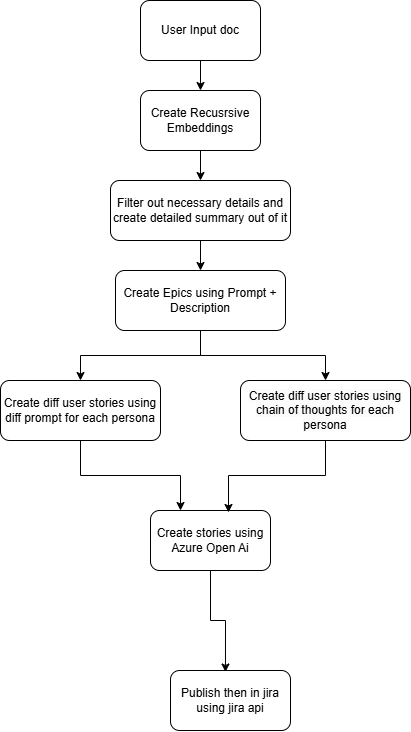 User Input doc
Create Recusrsive
Embeddings
Filter out necessary details and
create detailed summary out of it
Create Epics using Prompt +
Description
Create diff user stories using
diff prompt for each persona
Create diff user stories using
chain of thoughts for each
persona
Create stories using
Azure Open Ai
Publish then in jira
using jira api